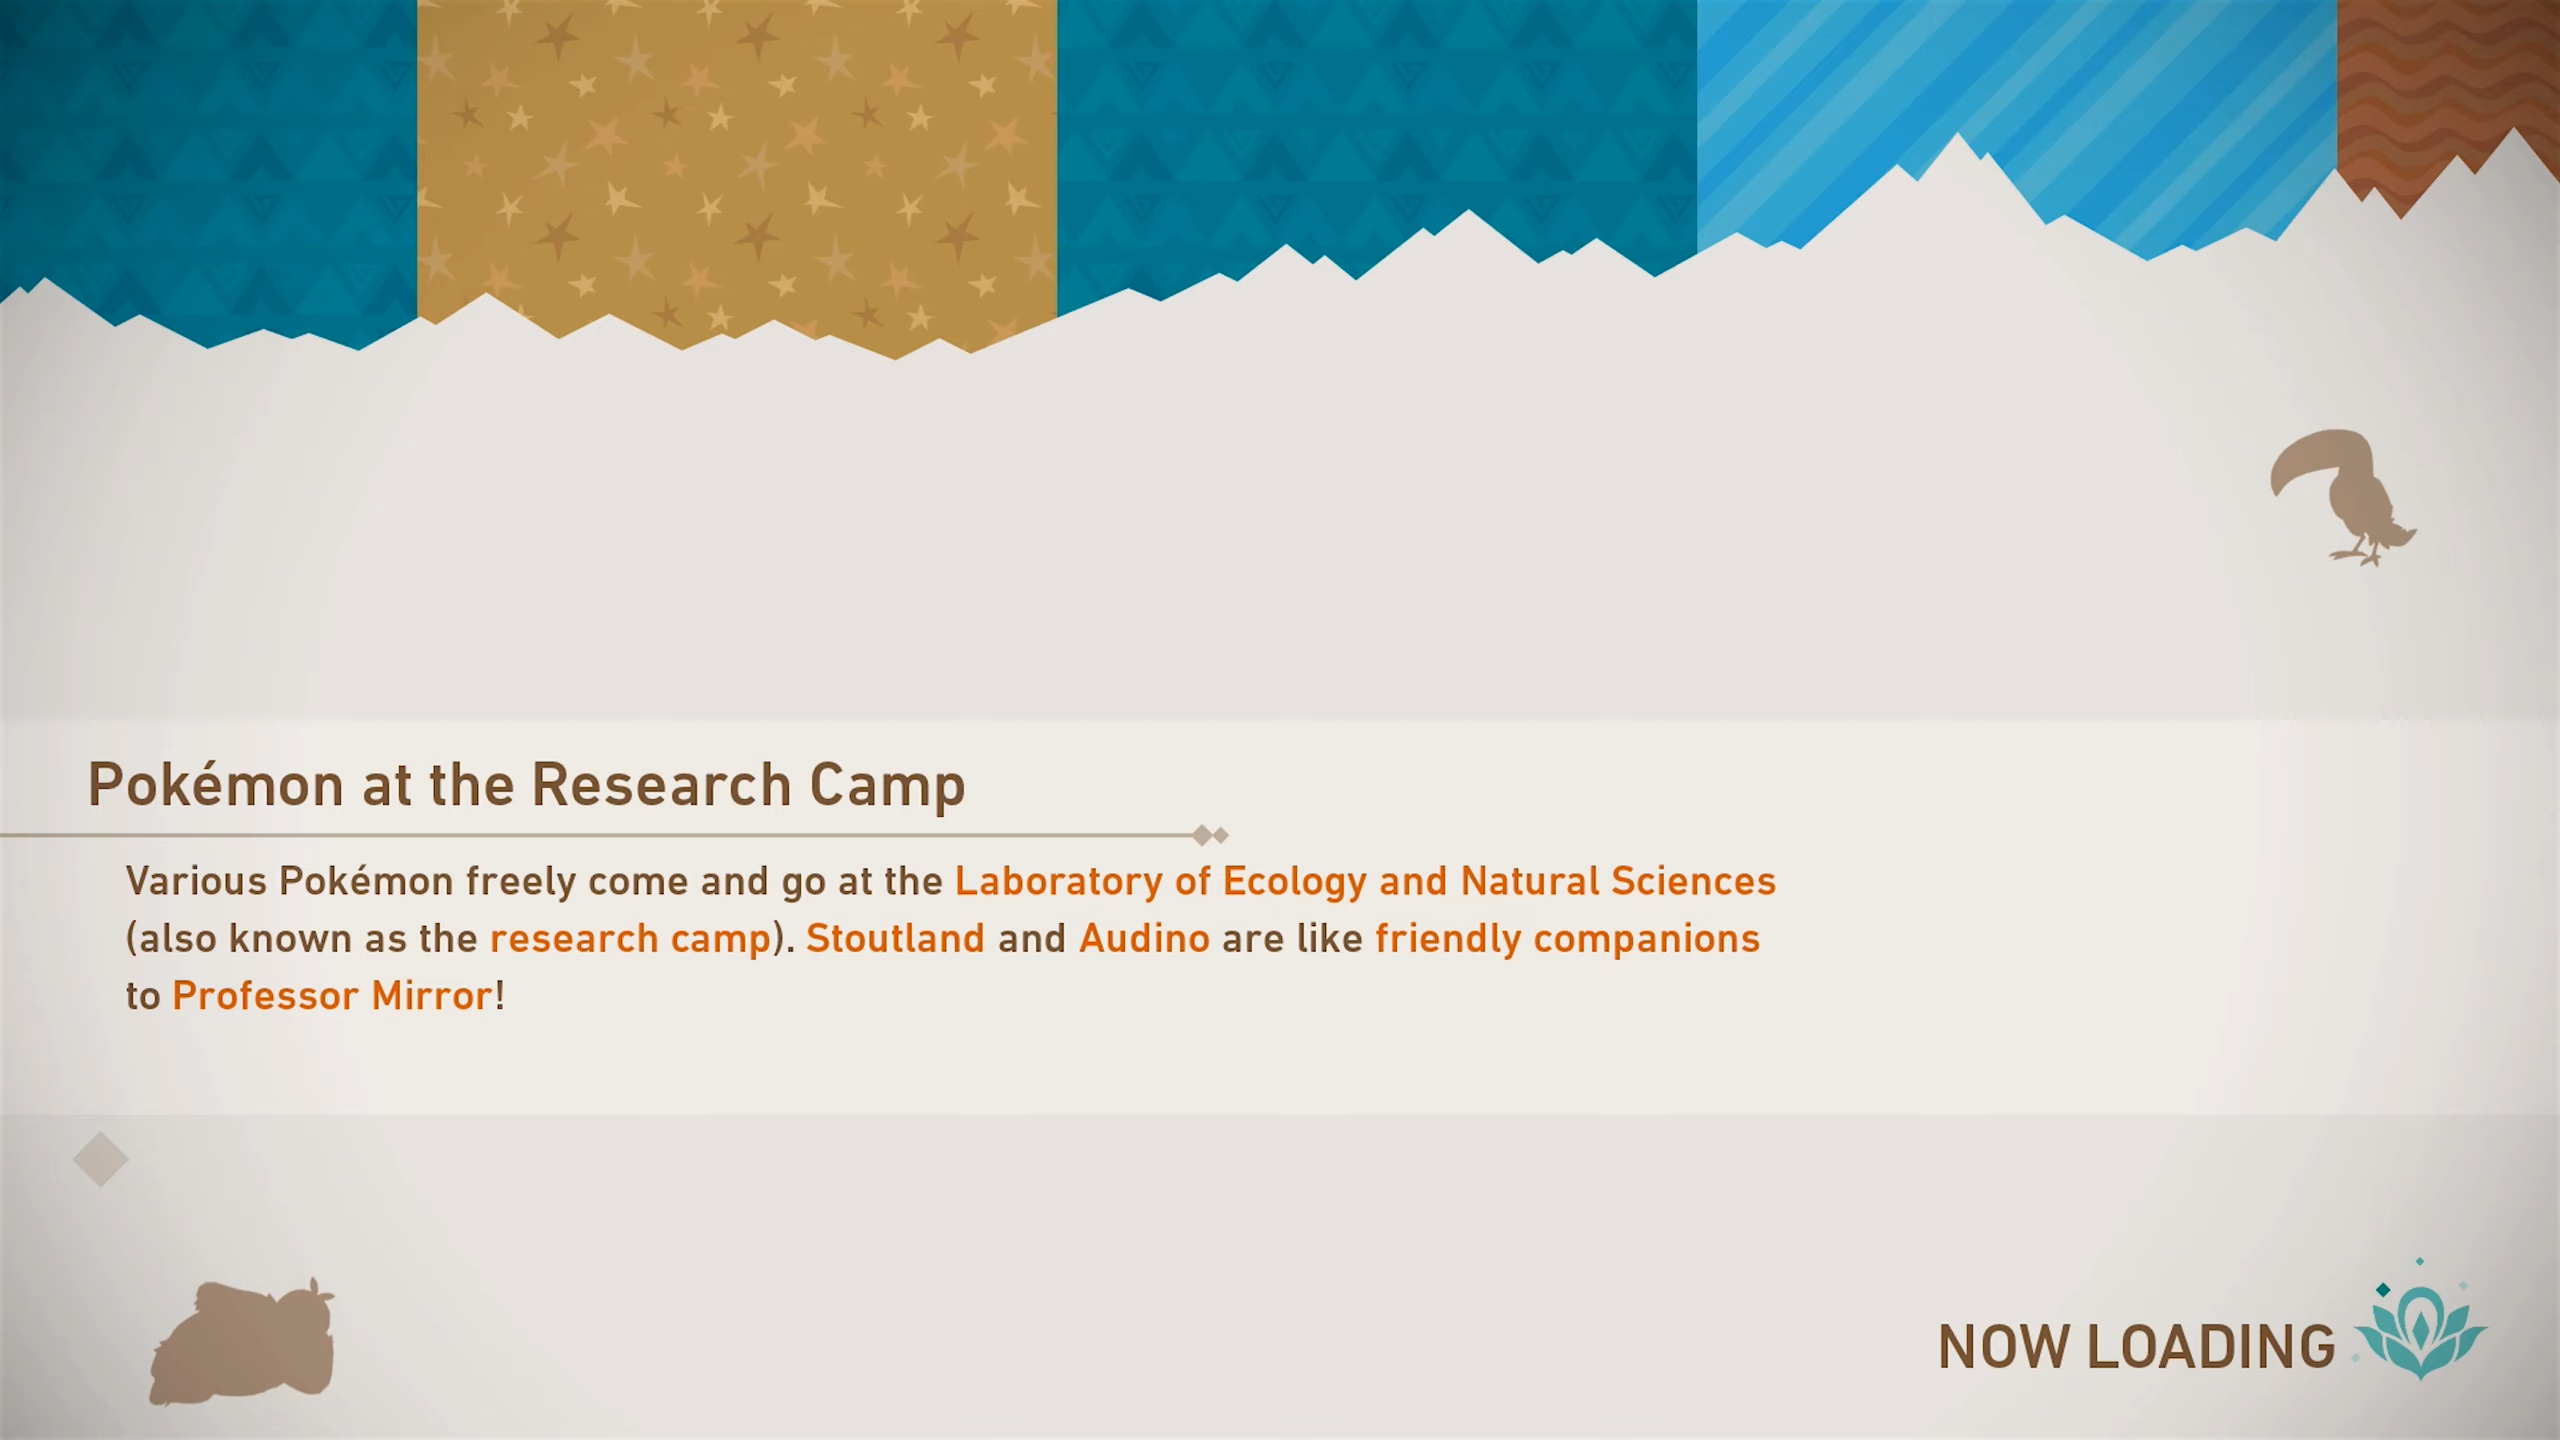 Pokémon at the Research Camp
Various Pokémon freely come and go at the Laboratory of Ecology and Natural Sciences
(also known as the research camp). Stoutland and Audino are like friendly companions
to Professor Mirror!
NOW LOADING